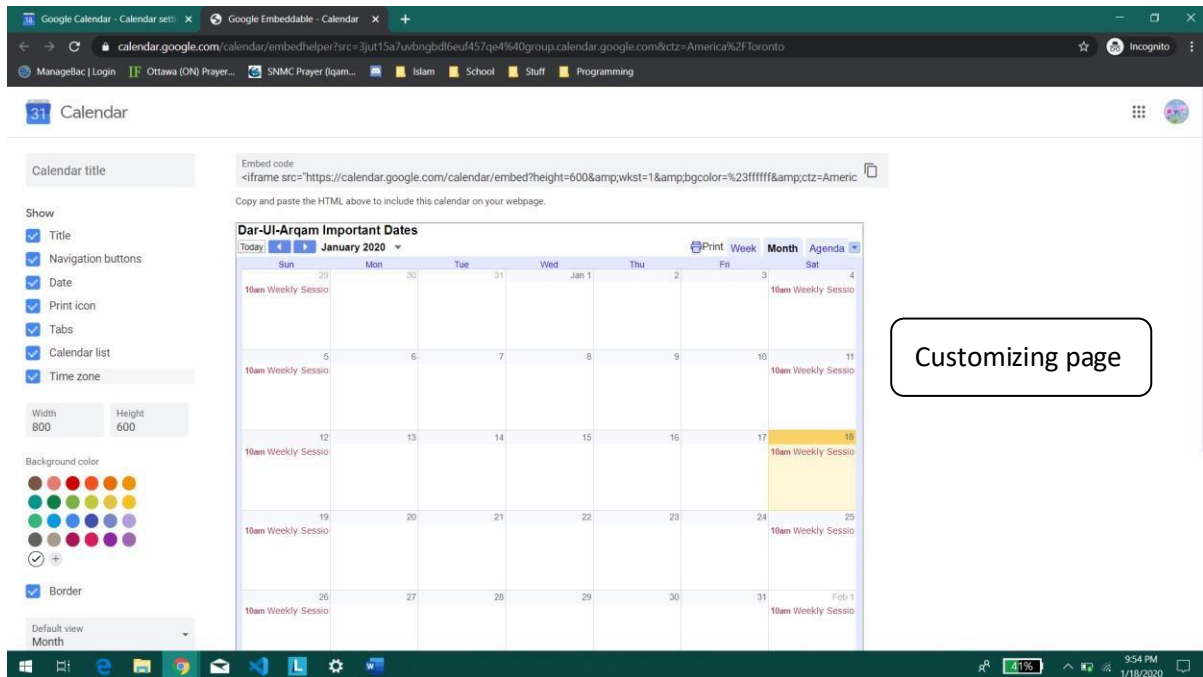 Google Calendar - Calendar setti
Google Embeddable - Calendar
calendar.google.com/calendar/embedhelper?src=3jut15a7uvbngbdl6euf457qe4%40group.calendar.google.com&ctz=America%2FToronto
Incognito
ManageBac | Login
Ottawa (ON) Prayer...
SNMC Prayer (Iqam...
Islam
School
Stuff
Programming
31 Calendar
Calendar title
Embed code
<iframe src="https://calendar.google.com/calendar/embed?height=600&amp;wkst=1&amp;bgcolor=%23ffffff&amp;ctz=Americ
Copy and paste the HTML above to include this calendar on your webpage.
Show
Title
Navigation buttons
Date
Print icon
Tabs
Calendar list
Time zone
Width
800
Height
600
Background color
Border
Default view
Month
Dar-Ul-Arqam Important Dates
Today January 2020 Print Week Month Agenda
Sun Mon Tue Wed Thu Fri Sat
29 30 31 Jan 1 2 3 4
10am Weekly Sessio 10am Weekly Sessio
5 6 7 8 9 10 11
10am Weekly Sessio 10am Weekly Sessio
12 13 14 15 16 17 18
10am Weekly Sessio 10am Weekly Sessio
19 20 21 22 23 24 25
10am Weekly Sessio 10am Weekly Sessio
26 27 28 29 30 31 Feb 1
10am Weekly Sessio 10am Weekly Sessio
Customizing page
41%
9:54 PM
1/18/2020